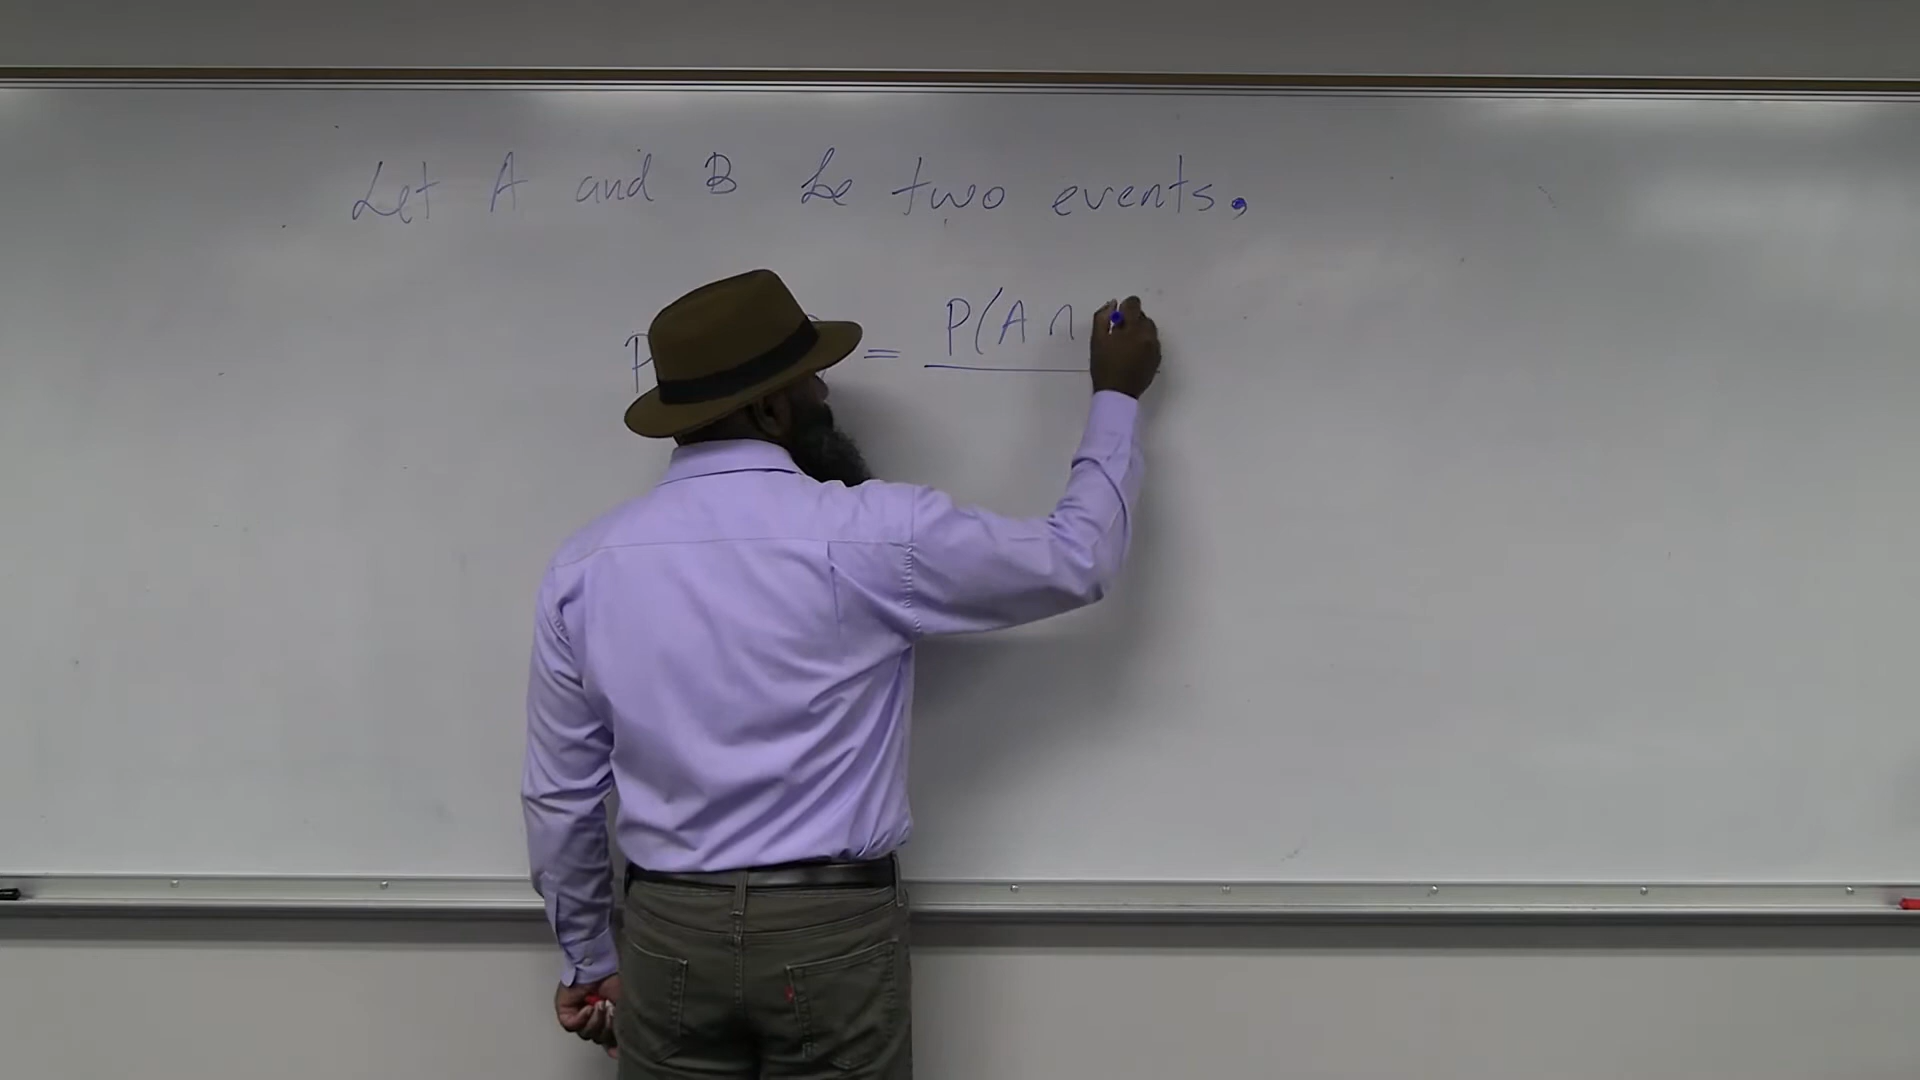 Let A and B be two events.
P = P(A ∩